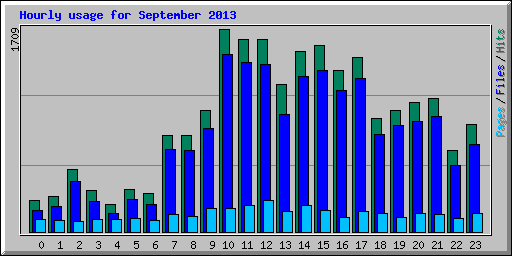 Hourly usage for September 2013
1709
Pages/Files/Hits
0 1 2 3 4 5 6 7 8 9 10 11 12 13 14 15 16 17 18 19 20 21 22 23